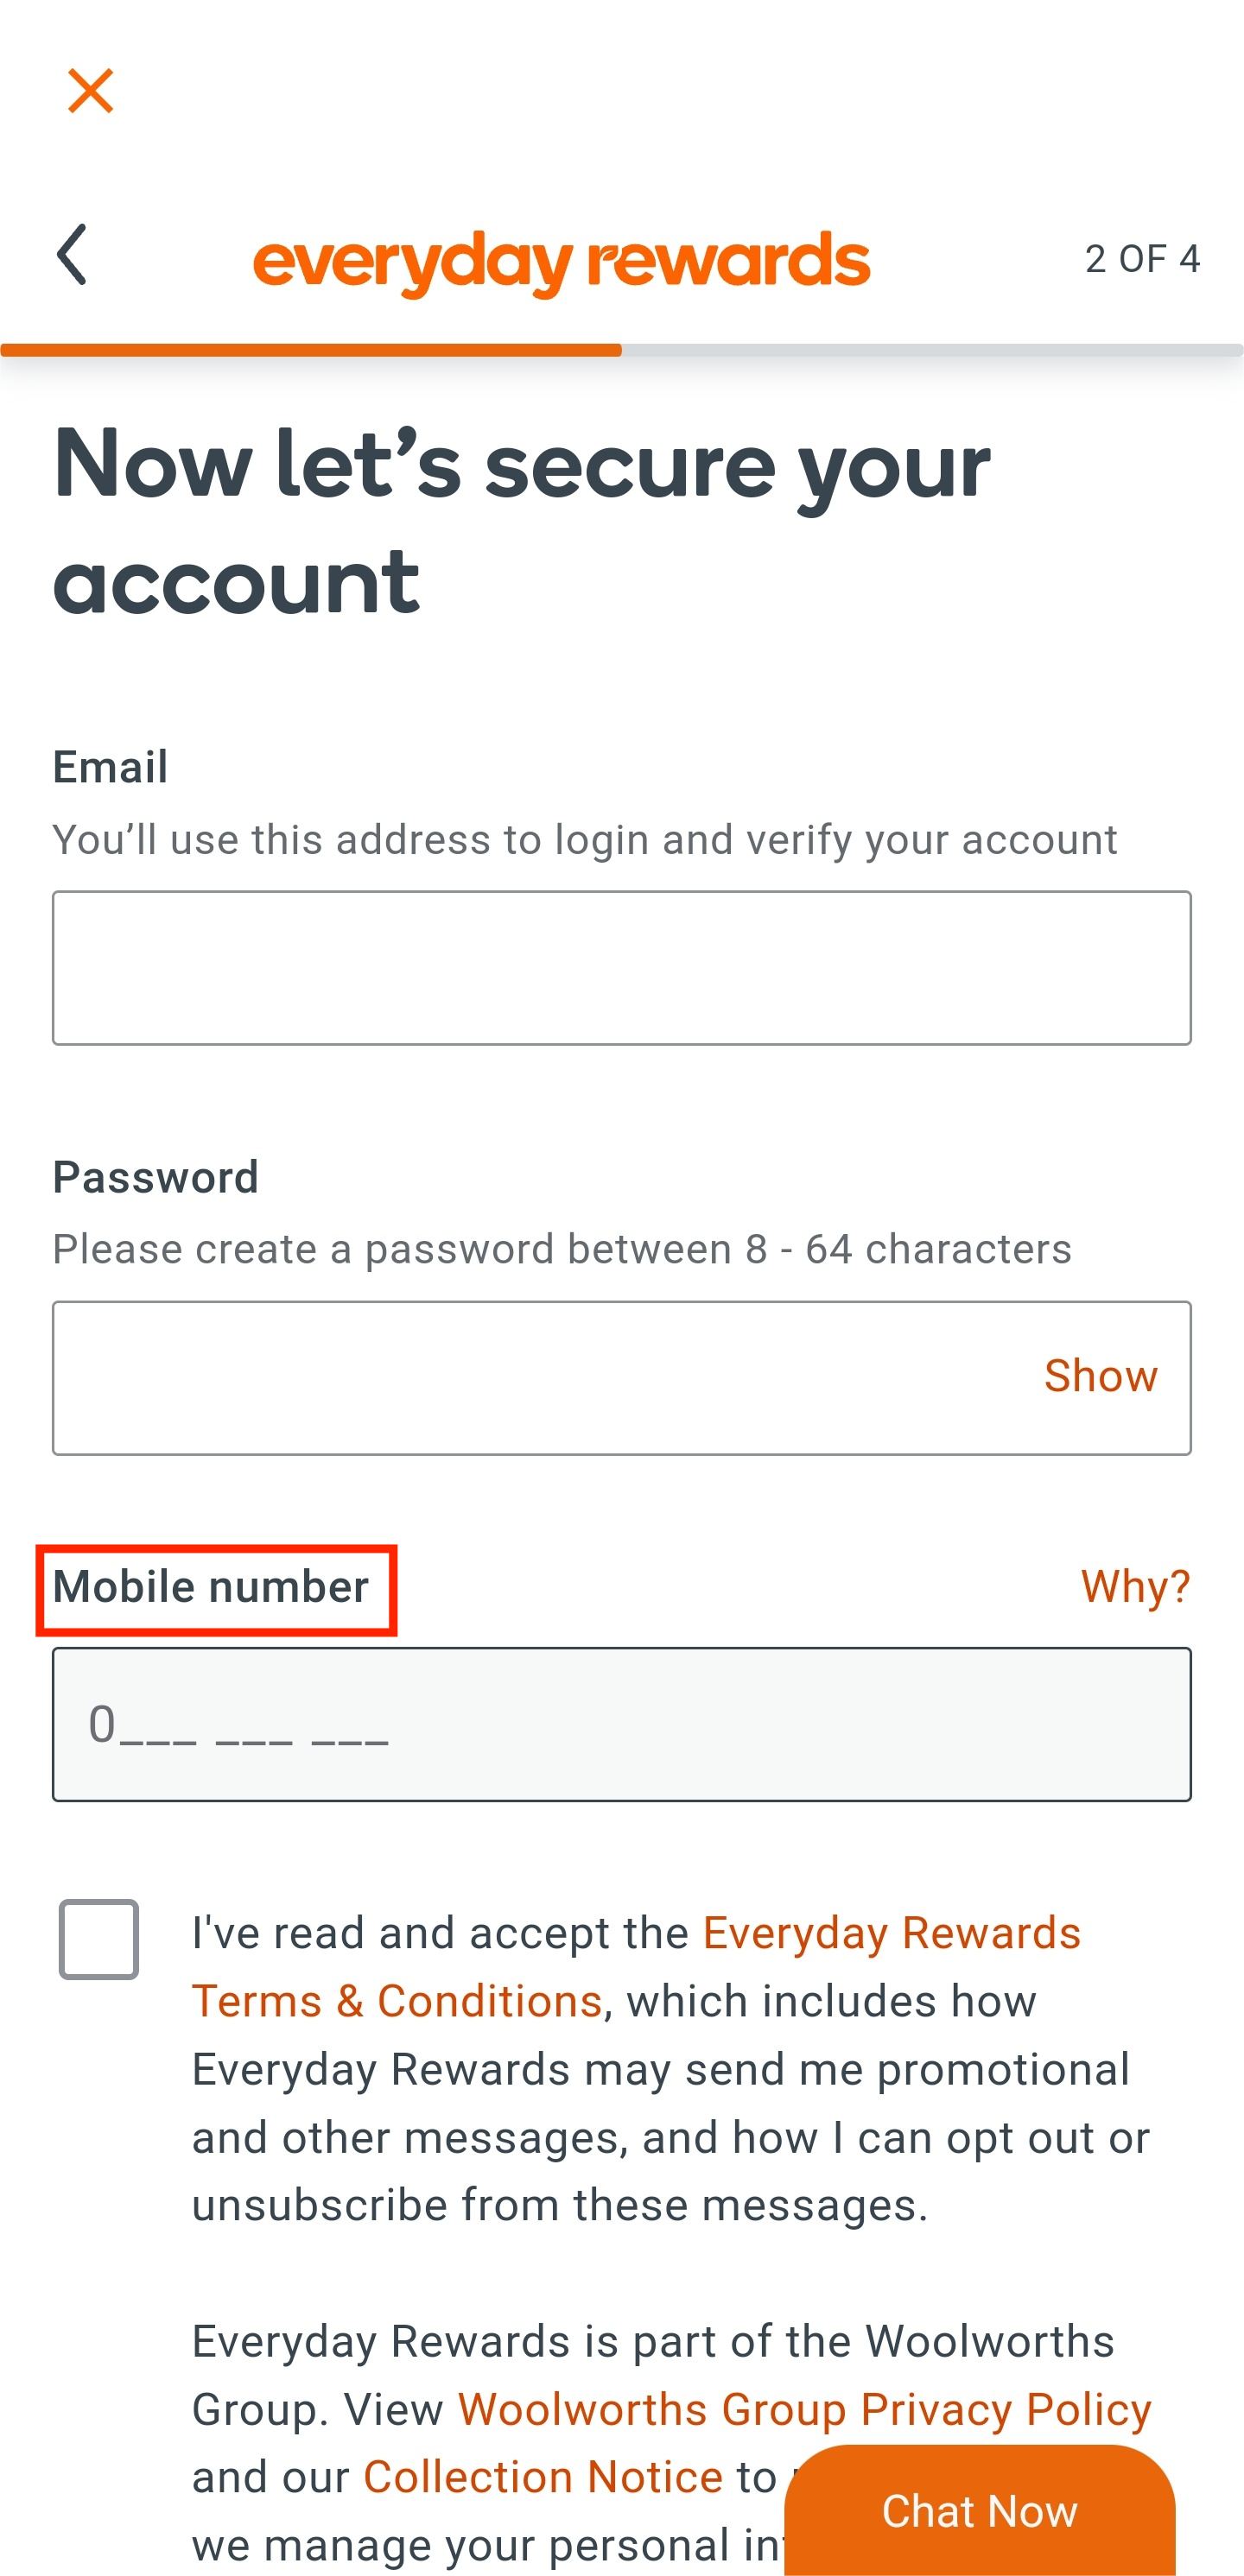 everyday rewards
2 OF 4
Now let’s secure your
account
Email
You’ll use this address to login and verify your account
Password
Please create a password between 8 - 64 characters
Show
Mobile number
Why?
0___ ___ ___
I've read and accept the Everyday Rewards
Terms & Conditions, which includes how
Everyday Rewards may send me promotional
and other messages, and how I can opt out or
unsubscribe from these messages.
Everyday Rewards is part of the Woolworths
Group. View Woolworths Group Privacy Policy
and our Collection Notice to
we manage your personal
Chat Now